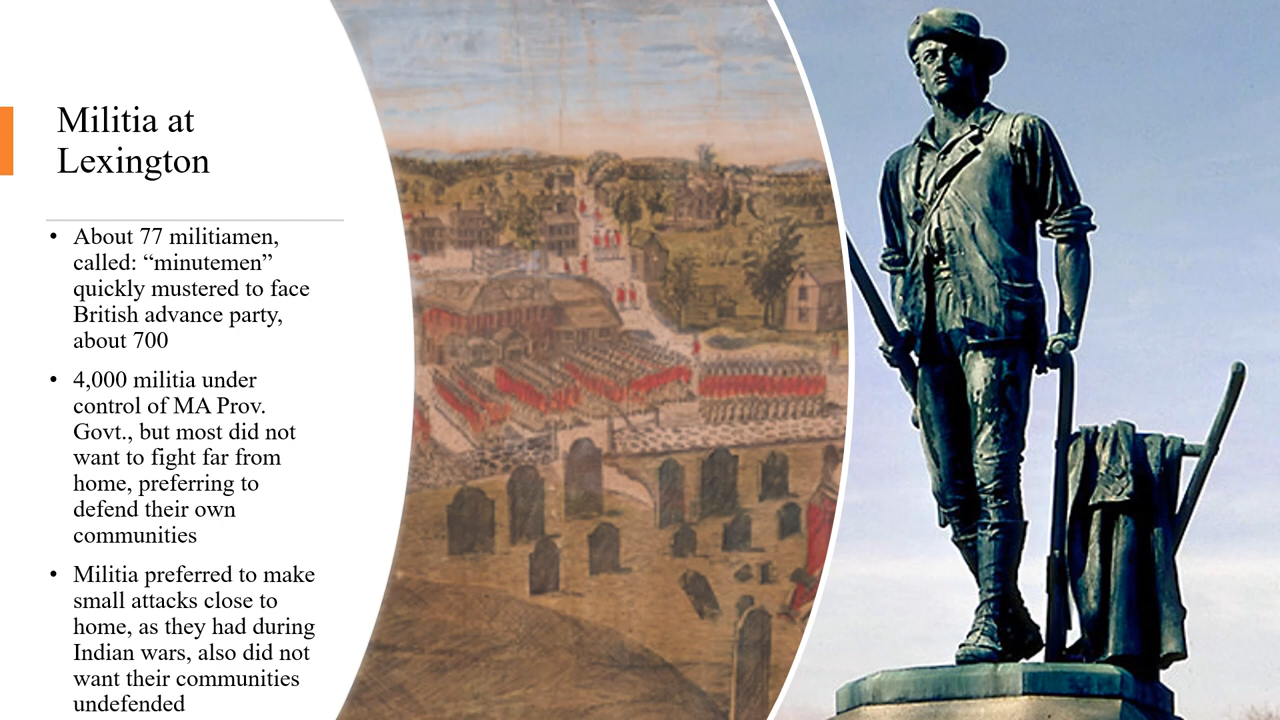 Militia at
Lexington
• About 77 militiamen,
called: “minutemen”
quickly mustered to face
British advance party,
about 700
• 4,000 militia under
control of MA Prov.
Govt., but most did not
want to fight far from
home, preferring to
defend their own
communities
• Militia preferred to make
small attacks close to
home, as they had during
Indian wars, also did not
want their communities
undefended